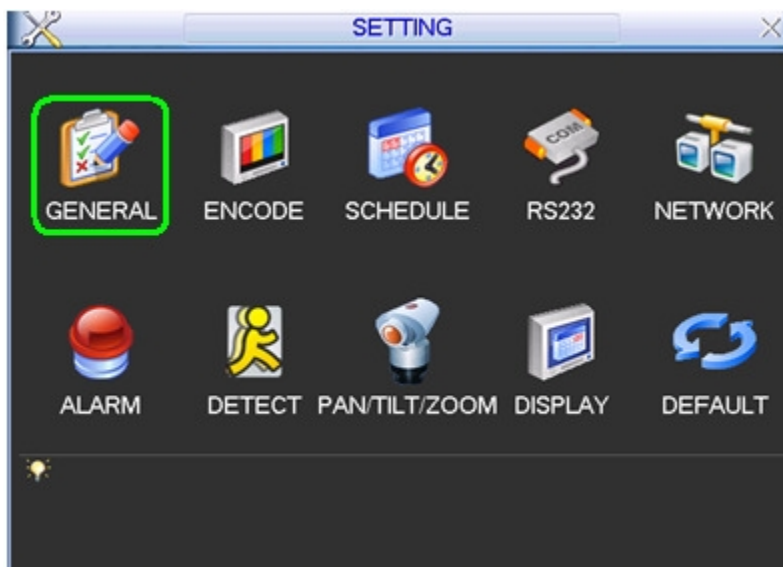 SETTING
GENERAL ENCODE SCHEDULE RS232 NETWORK
COM
ALARM DETECT PAN/TILT/ZOOM DISPLAY DEFAULT